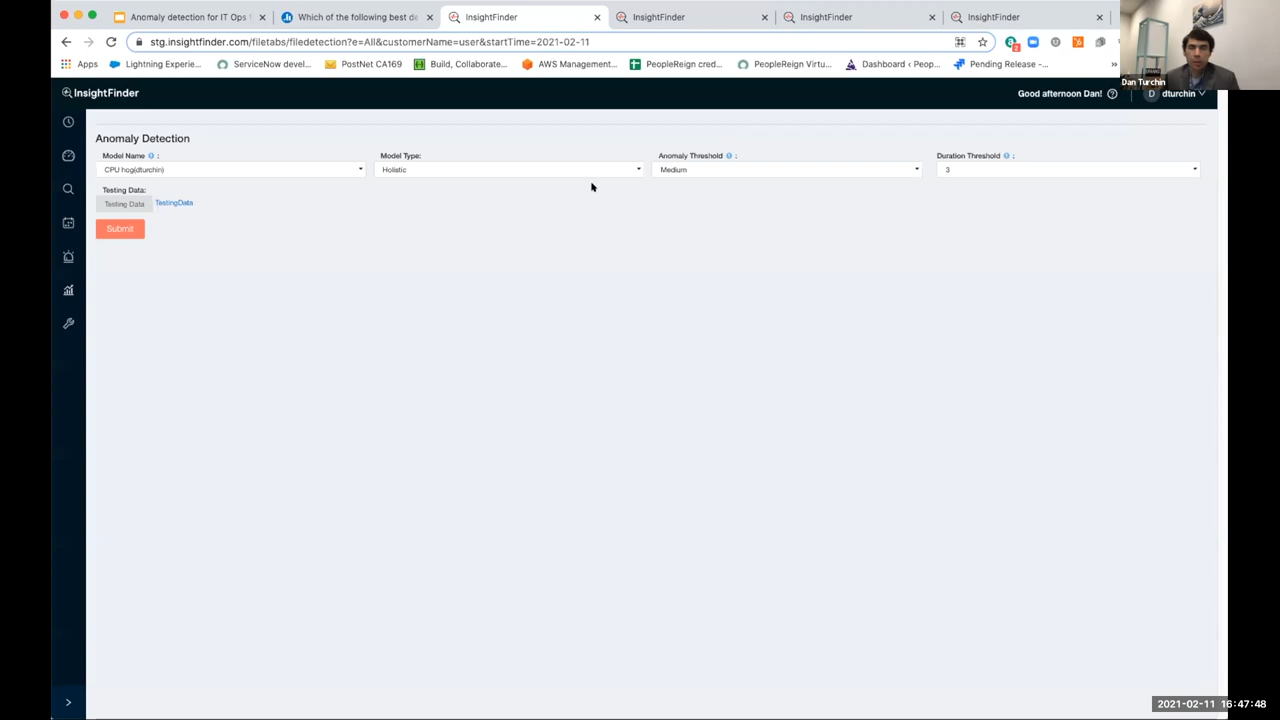 Anomaly detection for IT Ops
Which of the following best de
InsightFinder
InsightFinder
InsightFinder
InsightFinder
stg.insightfinder.com/filetabs/filedetection?e=All&customerName=user&startTime=2021-02-11
2
Apps
Lightning Experie...
ServiceNow devel...
PostNet CA169
Build, Collaborate...
AWS Management...
PeopleReign cred...
PeopleReign Virtu...
Dashboard ‹ Peop...
Pending Release -...
»
Dan Turchin
InsightFinder
Good afternoon Dan!
D
dturchin
Anomaly Detection
Model Name :
Model Type:
Anomaly Threshold :
Duration Threshold :
CPU hog(dturchin)
Holistic
Medium
3
Testing Data:
Testing Data
TestingData
Submit
2021-02-11 16:47:48